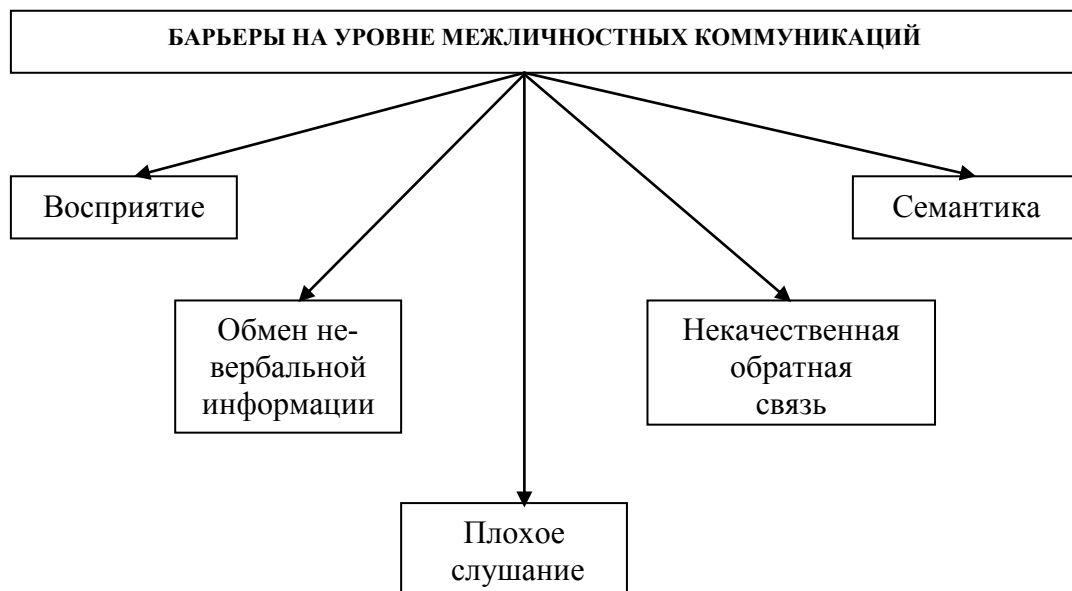 БАРЬЕРЫ НА УРОВНЕ МЕЖЛИЧНОСТНЫХ КОММУНИКАЦИЙ
Восприятие
Семантика
Обмен не-
вербальной
информации
Некачественная
обратная
связь
Плохое
слушание